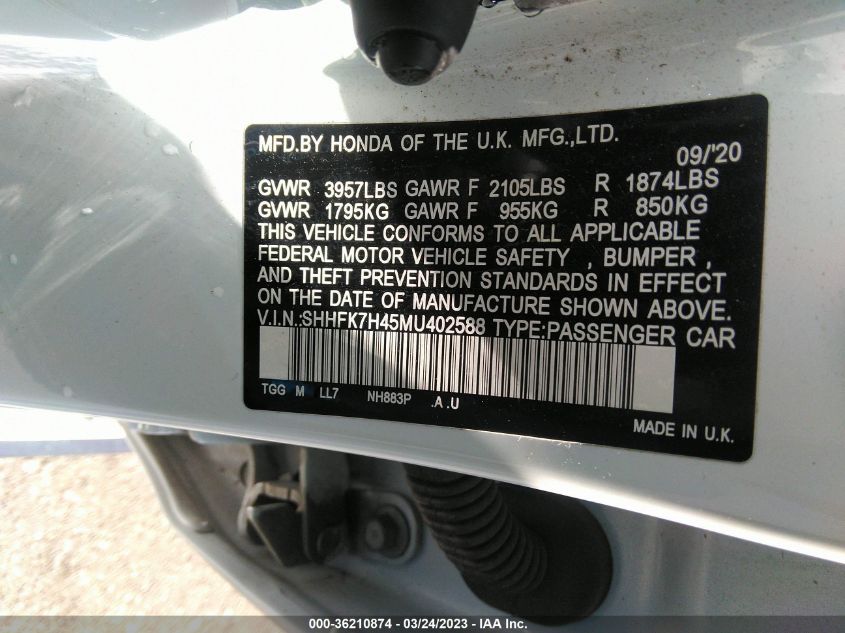 MFD.BY HONDA OF THE U.K. MFG.,LTD.
09/'20
GVWR 3957LBS GAWR F 2105LBS R 1874LBS
GVWR 1795KG GAWR F 955KG R 850KG
THIS VEHICLE CONFORMS TO ALL APPLICABLE
FEDERAL MOTOR VEHICLE SAFETY , BUMPER ,
AND THEFT PREVENTION STANDARDS IN EFFECT
ON THE DATE OF MANUFACTURE SHOWN ABOVE.
V.I.N.:SHHFK7H45MU402588 TYPE:PASSENGER CAR
TGG M LL7 NH883P .A .U
MADE IN U.K.
000-36210874 / 03/24/2023 - IAA Inc.